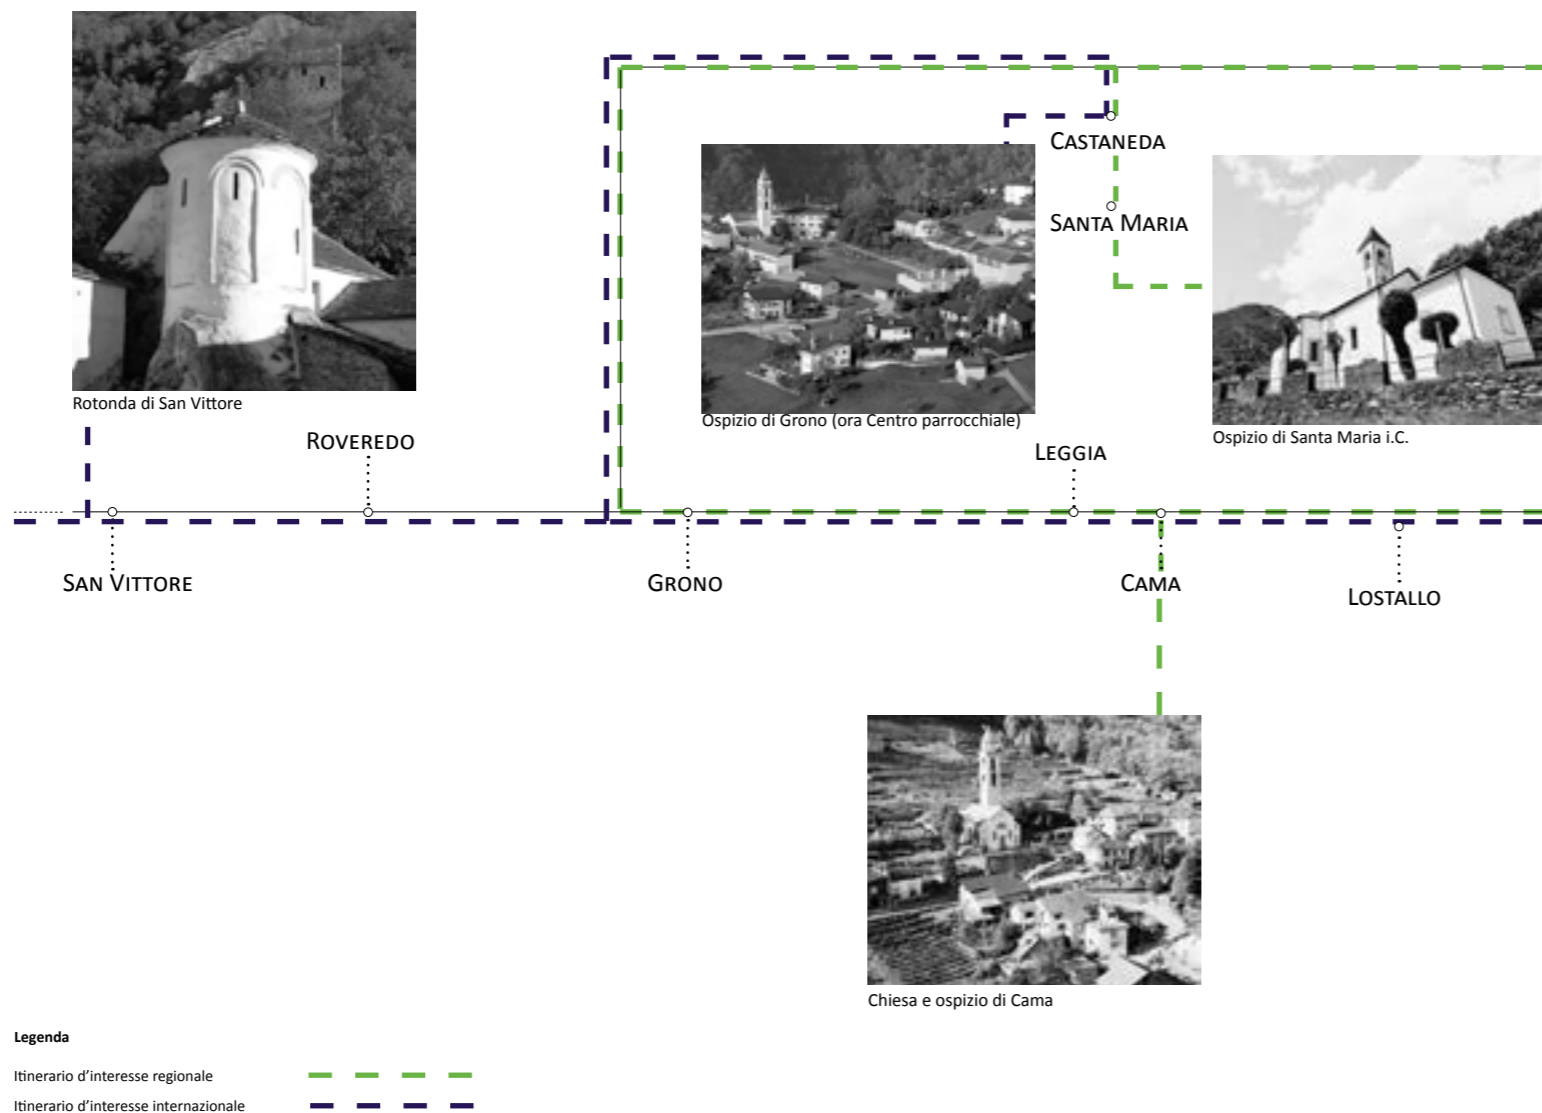 CASTANEDA
SANTA MARIA
Rotonda di San Vittore
Ospizio di Grono (ora Centro parrocchiale)
Ospizio di Santa Maria i.C.
ROVEREDO
LEGGIA
SAN VITTORE
GRONO
CAMA
LOSTALLO
Chiesa e ospizio di Cama
Legenda
Itinerario d'interesse regionale
Itinerario d'interesse internazionale